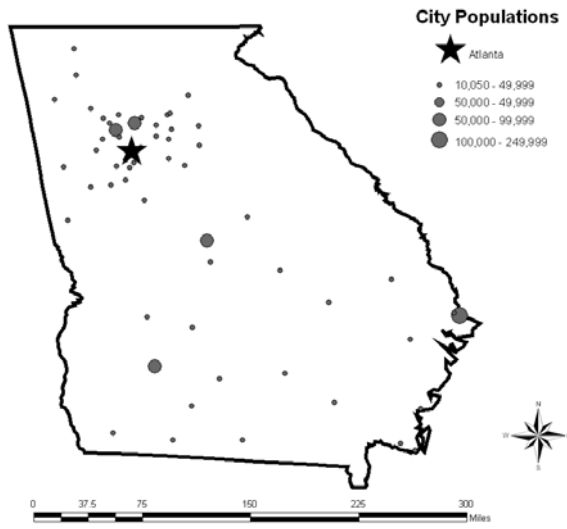 City Populations
Atlanta
10,050 - 49,999
50,000 - 49,999
50,000 - 99,999
100,000 - 249,999
N
W E
S
0 37.5 75 150 225 300
Miles